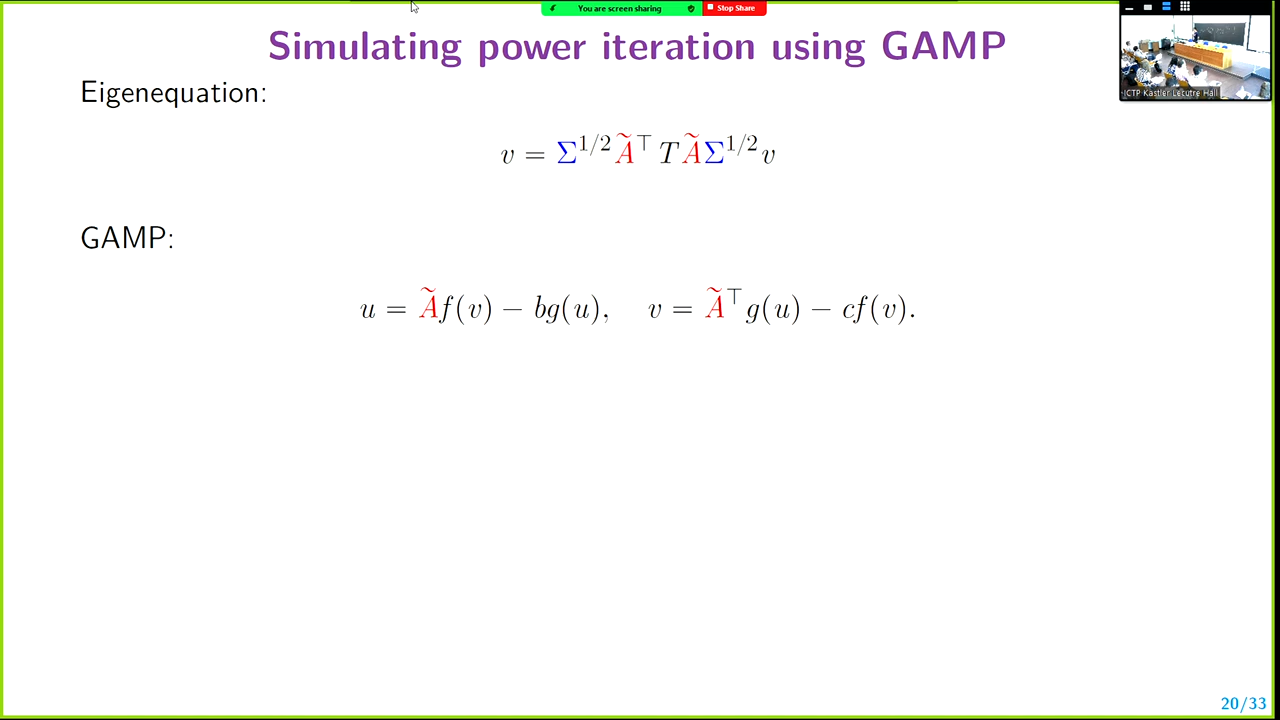 You are screen sharing
Stop Share
Simulating power iteration using GAMP
ICTP Kastler Lecutre Hall
Eigenequation:
v = Σ^{1/2} Ã^⊤ T Ã Σ^{1/2} v
GAMP:
u = Ãf(v) − bg(u), v = Ã^⊤g(u) − cf(v).
20/33